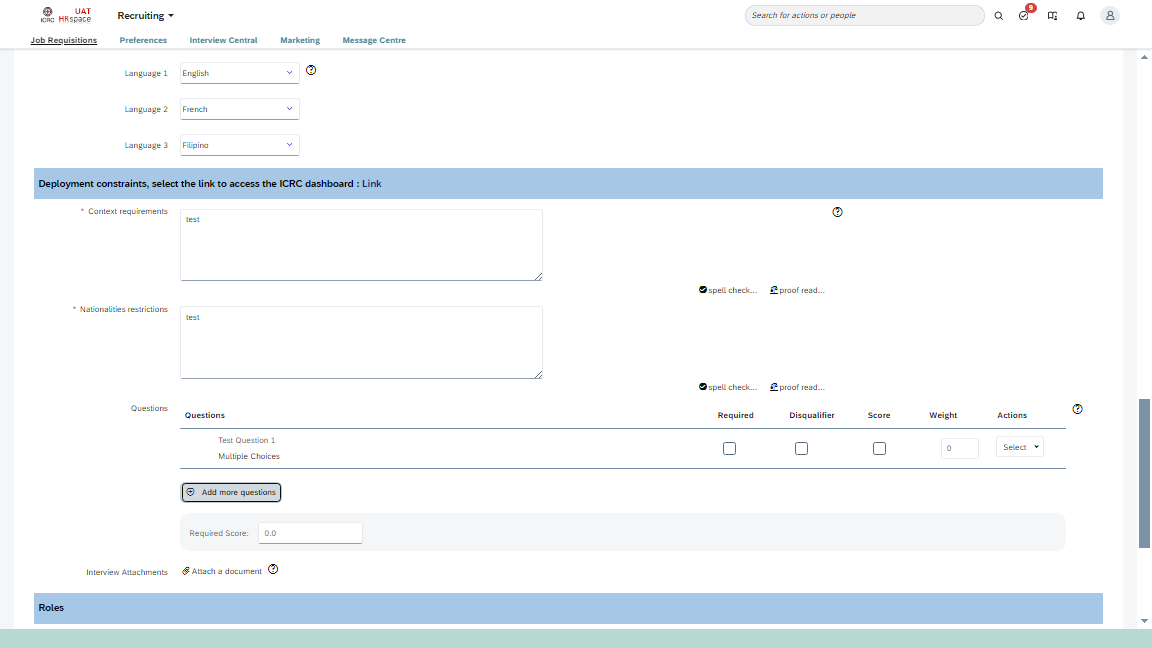 ICRC
UAT
HRspace
Recruiting
Search for actions or people
9
Job Requisitions
Preferences
Interview Central
Marketing
Message Centre
Language 1
English
Language 2
French
Language 3
Filipino
Deployment constraints, select the link to access the ICRC dashboard : Link
* Context requirements
test
spell check...
proof read...
* Nationalities restrictions
test
spell check...
proof read...
Questions
Questions
Required
Disqualifier
Score
Weight
Actions
Test Question 1
Multiple Choices
0
Select
Add more questions
Required Score:
0.0
Interview Attachments
Attach a document
Roles